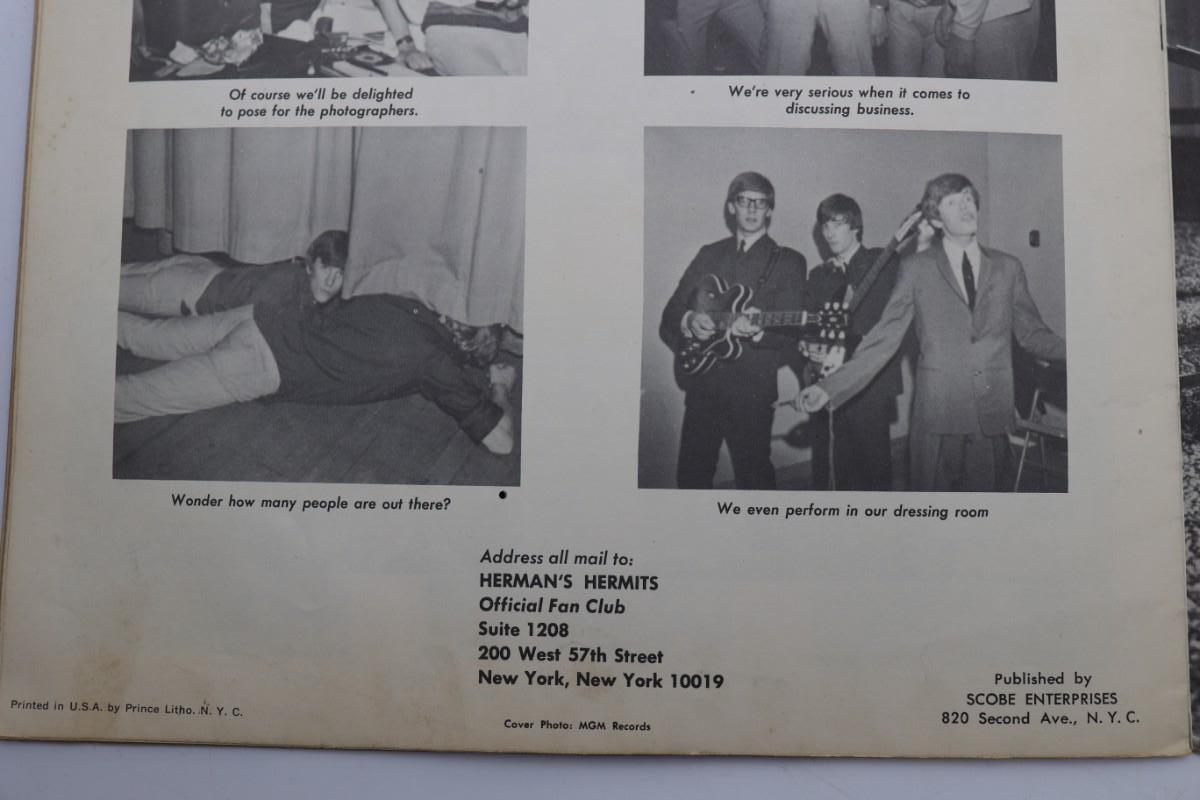 Of course we'll be delighted
to pose for the photographers.
We're very serious when it comes to
discussing business.
Wonder how many people are out there?
We even perform in our dressing room
Address all mail to:
HERMAN'S HERMITS
Official Fan Club
Suite 1208
200 West 57th Street
New York, New York 10019
Printed in U.S.A. by Prince Litho. N. Y. C.
Cover Photo: MGM Records
Published by
SCOBE ENTERPRISES
820 Second Ave., N. Y. C.